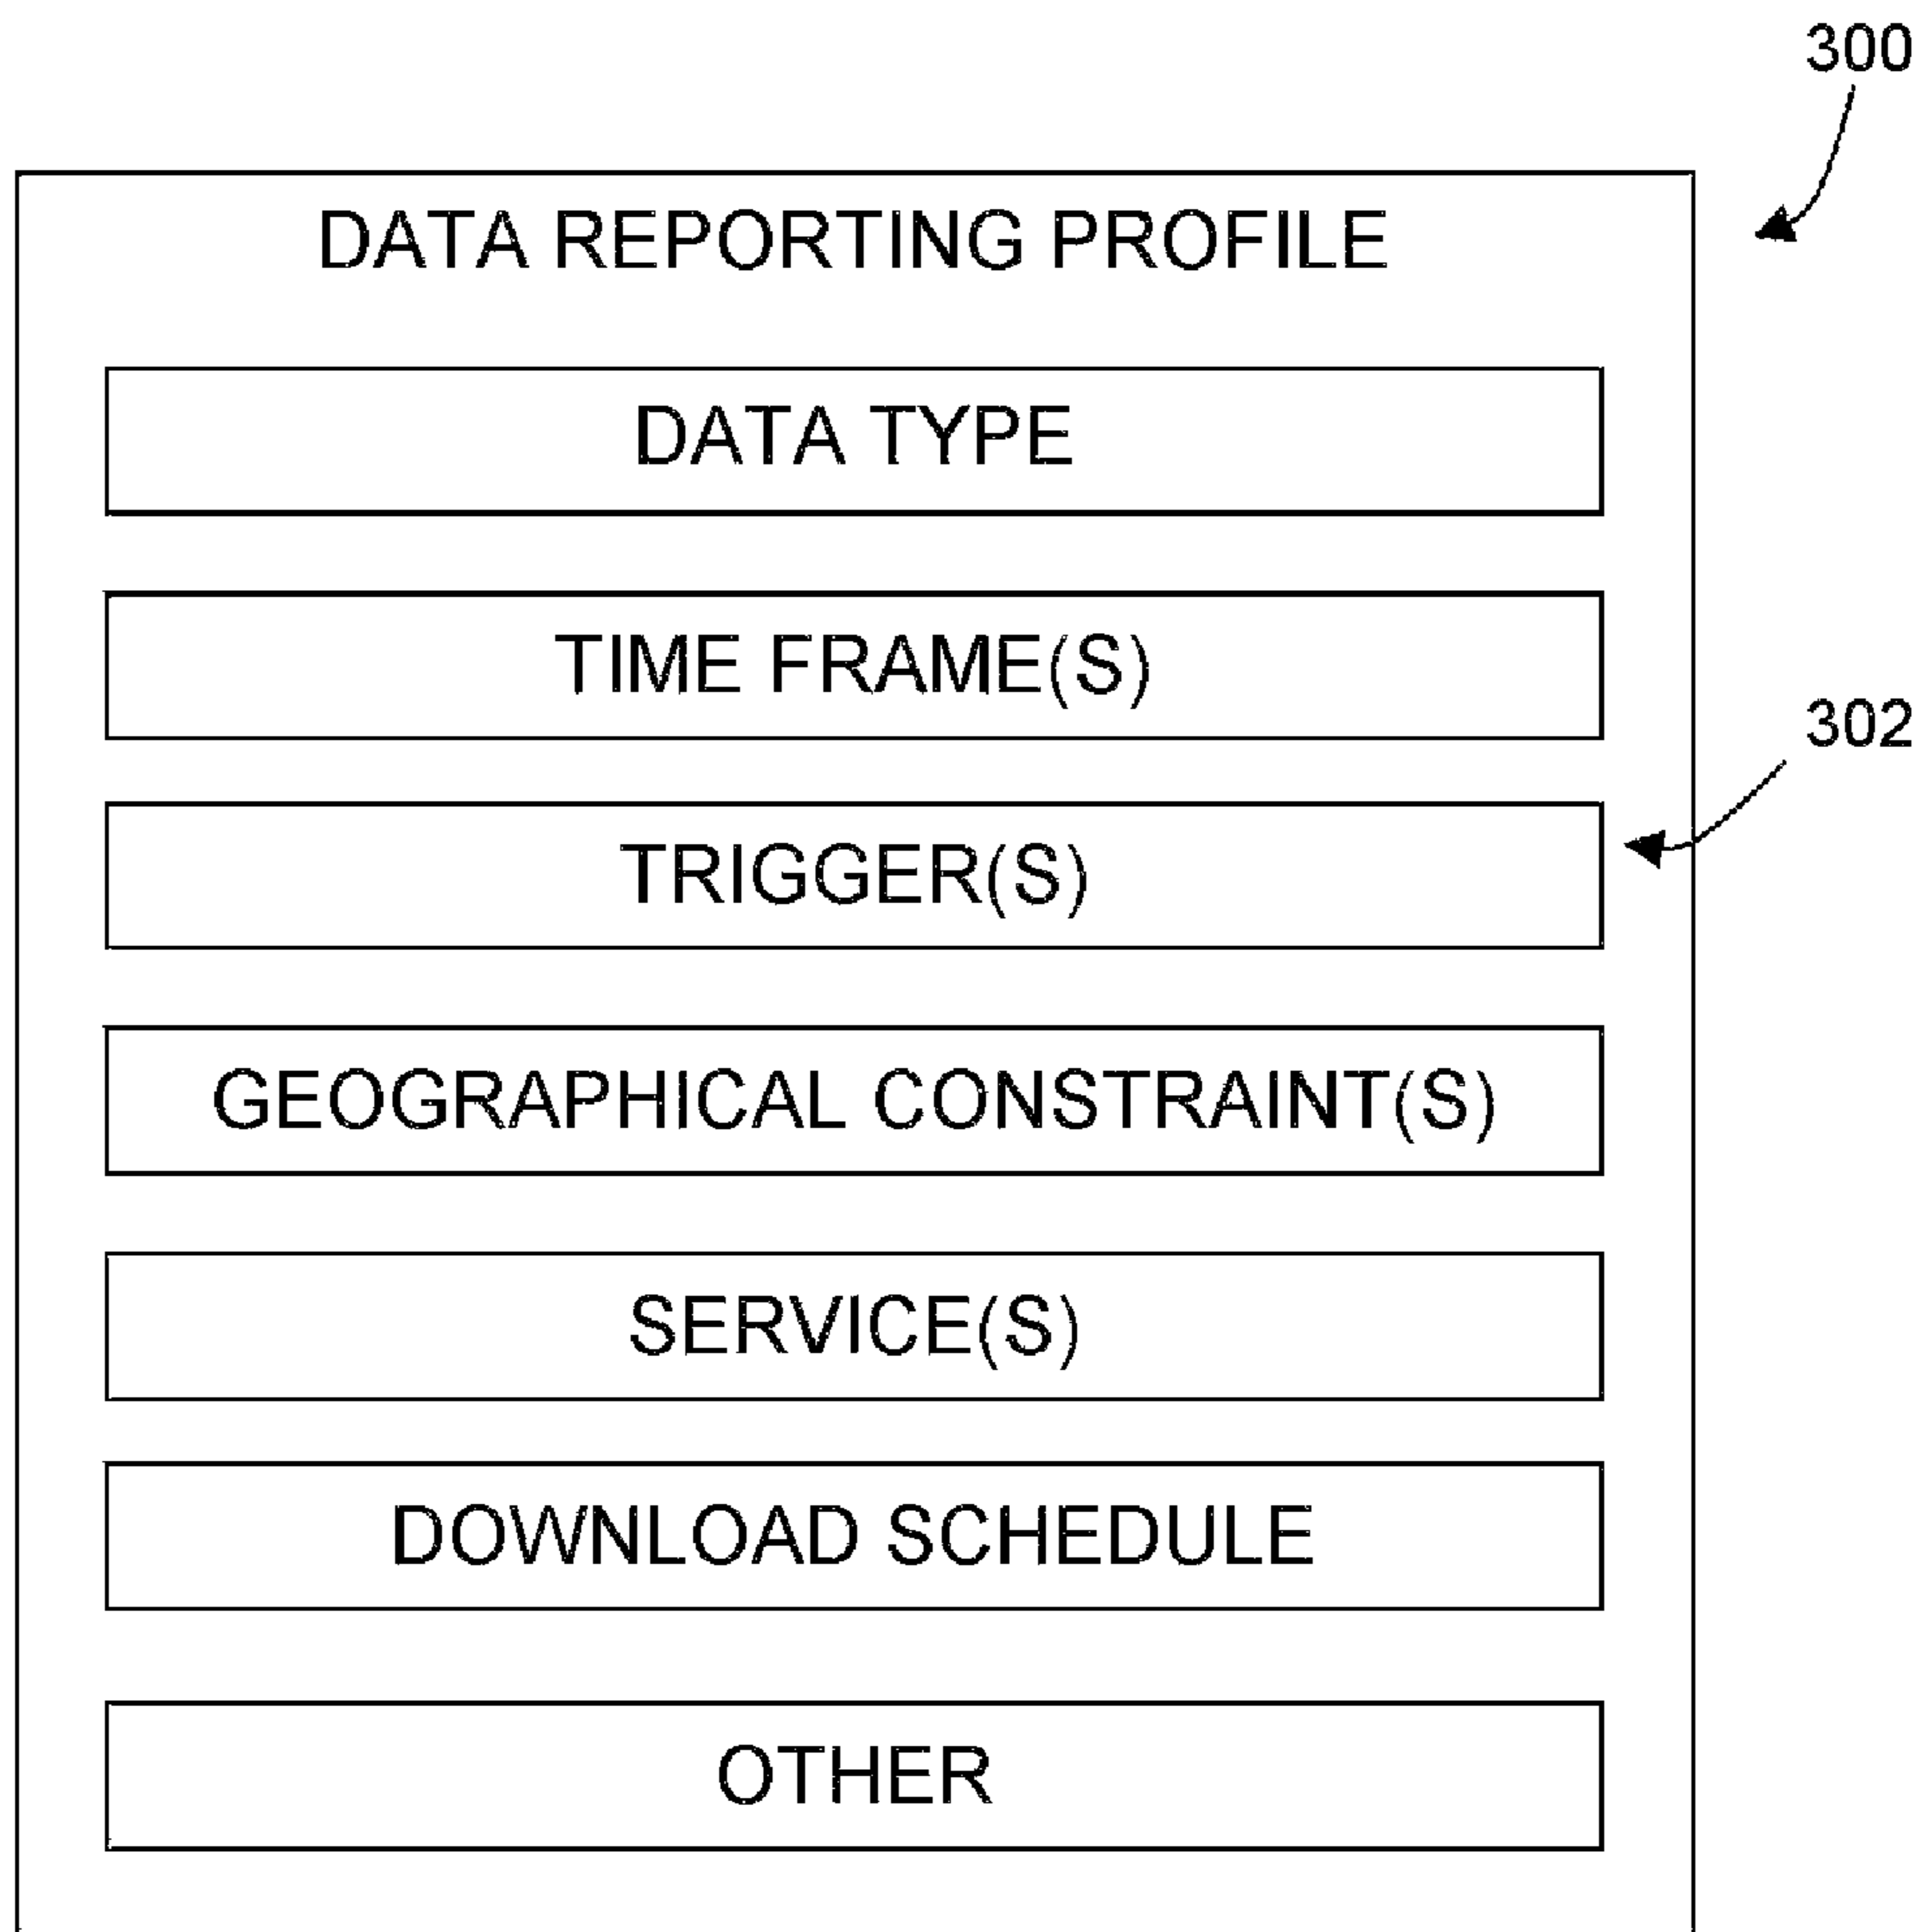 300
DATA REPORTING PROFILE
DATA TYPE
TIME FRAME(S)
302
TRIGGER(S)
GEOGRAPHICAL CONSTRAINT(S)
SERVICE(S)
DOWNLOAD SCHEDULE
OTHER